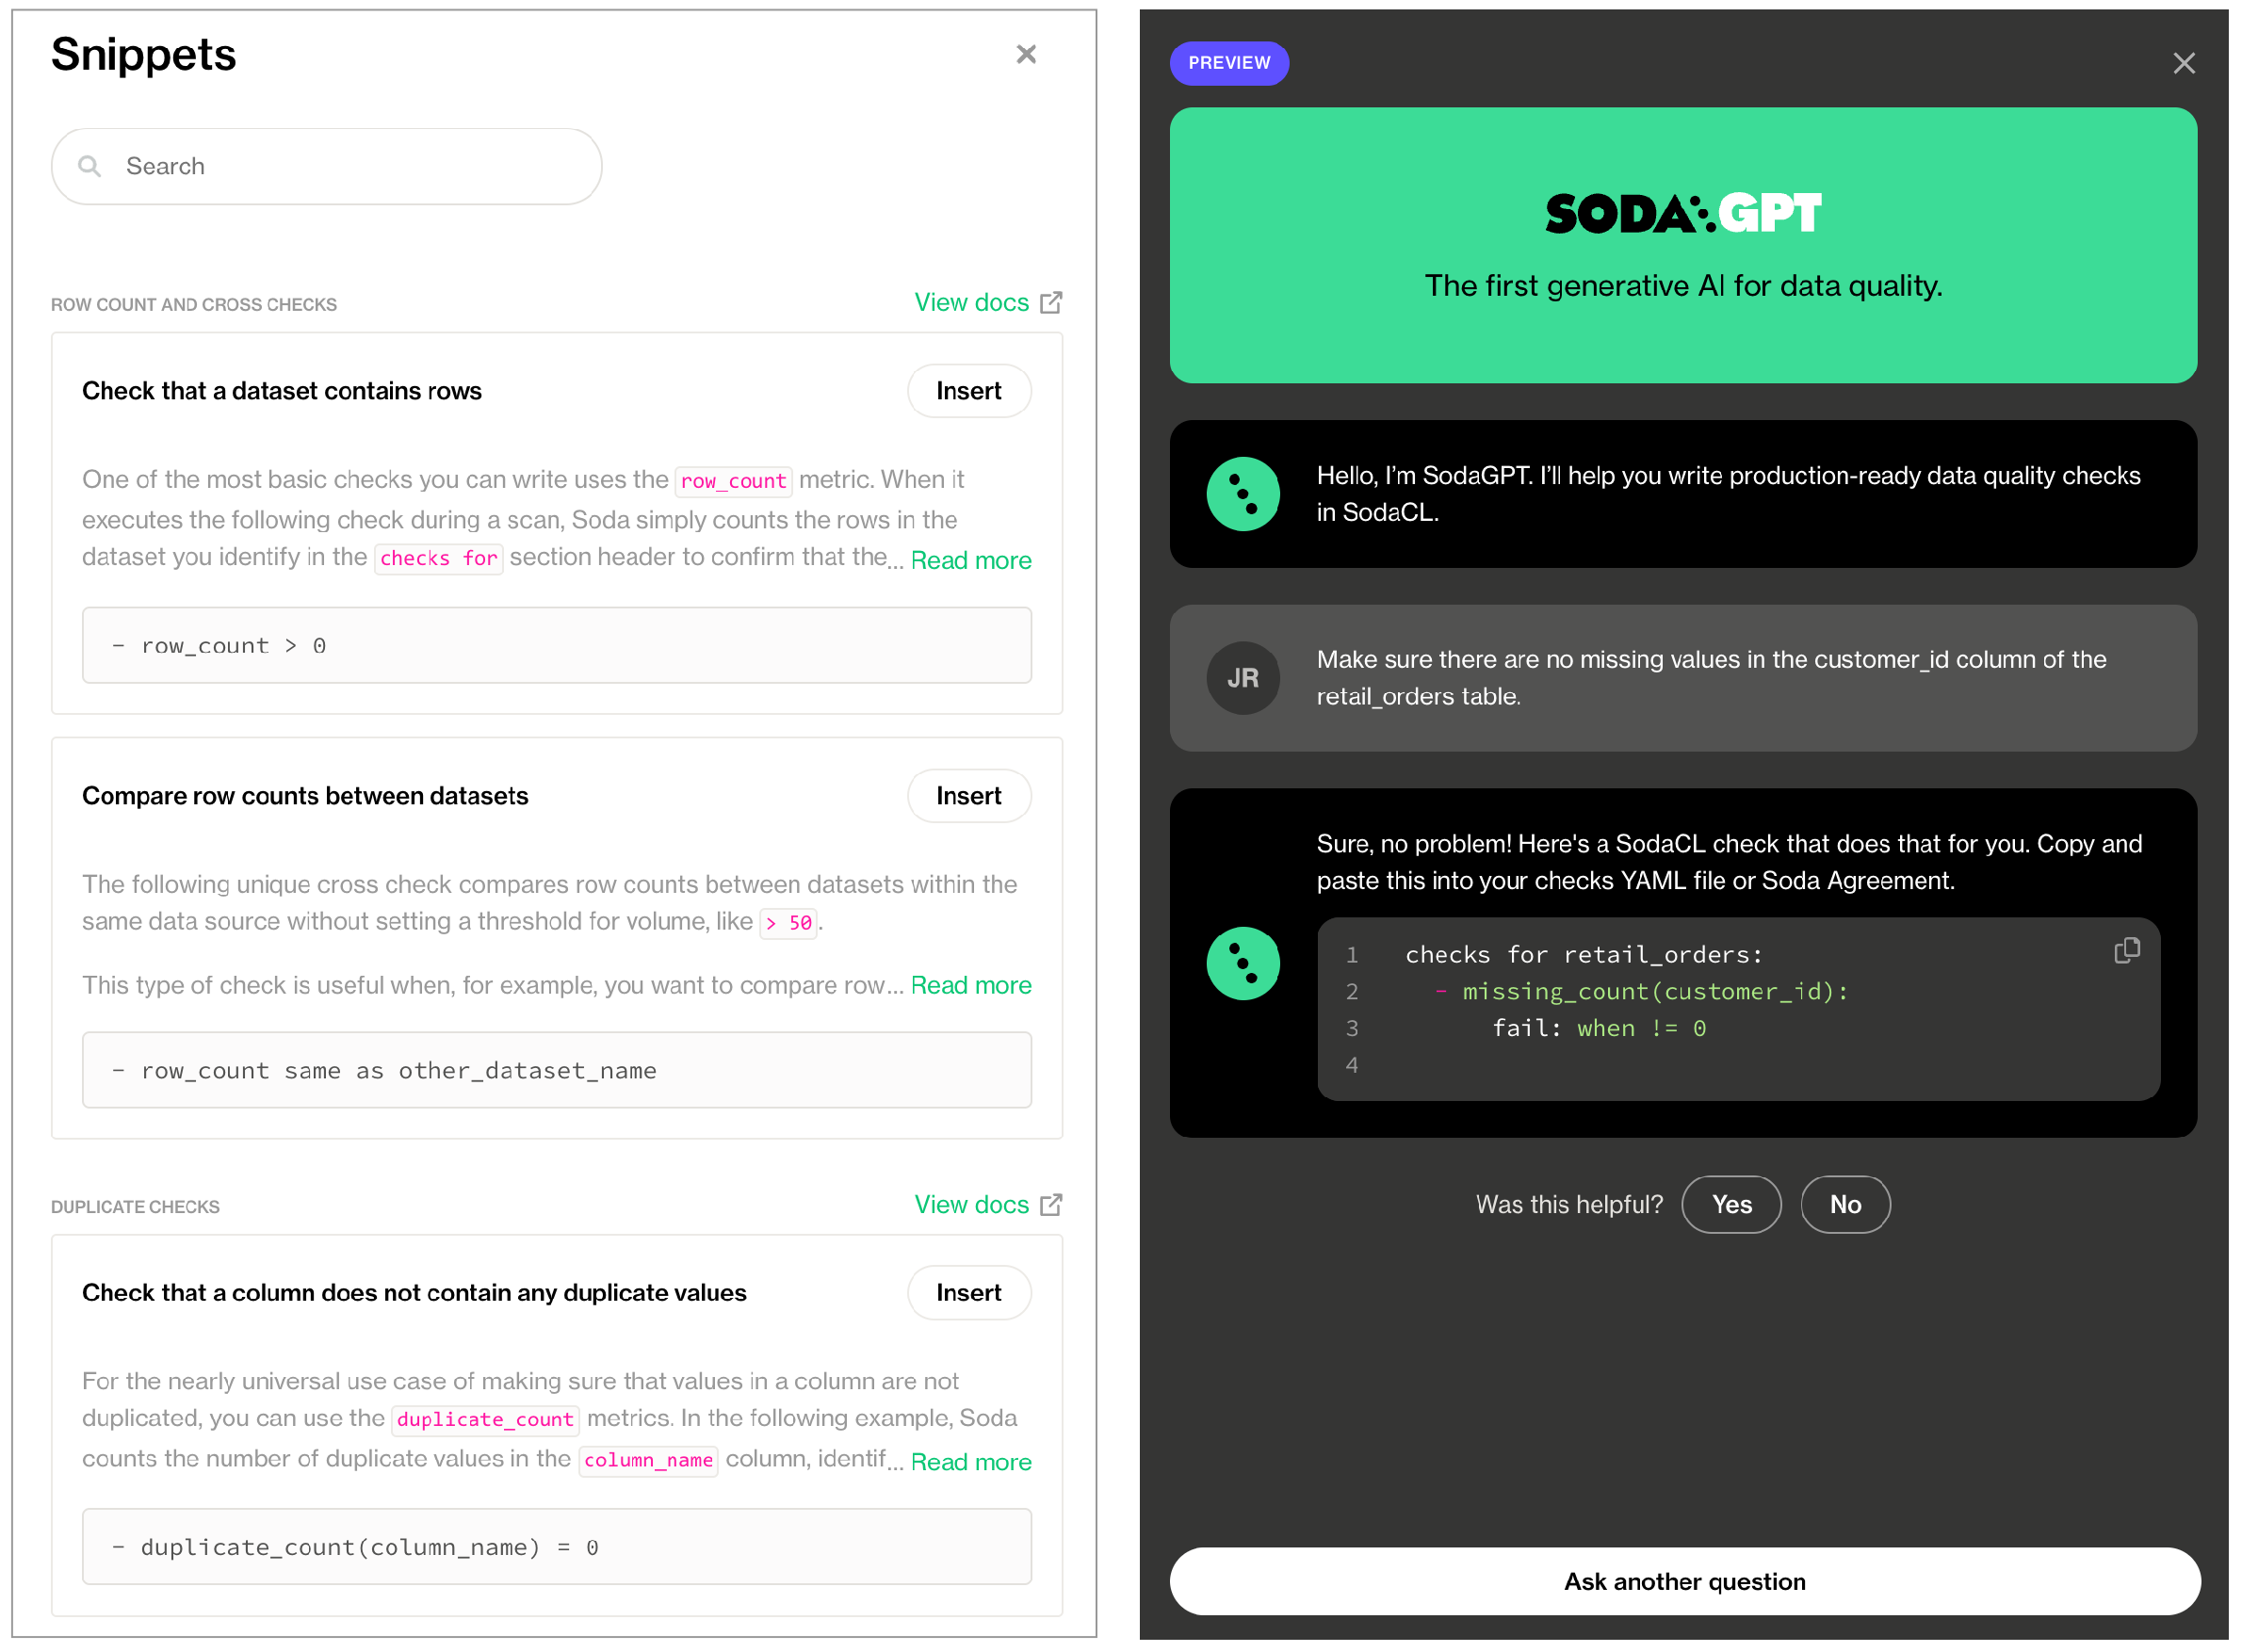 Snippets
Search
ROW COUNT AND CROSS CHECKS
View docs
Check that a dataset contains rows
Insert
One of the most basic checks you can write uses the row_count metric. When it
executes the following check during a scan, Soda simply counts the rows in the
dataset you identify in the checks for section header to confirm that the... Read more
- row_count > 0
Compare row counts between datasets
Insert
The following unique cross check compares row counts between datasets within the
same data source without setting a threshold for volume, like > 50.
This type of check is useful when, for example, you want to compare row... Read more
- row_count same as other_dataset_name
DUPLICATE CHECKS
View docs
Check that a column does not contain any duplicate values
Insert
For the nearly universal use case of making sure that values in a column are not
duplicated, you can use the duplicate_count metrics. In the following example, Soda
counts the number of duplicate values in the column_name column, identif... Read more
- duplicate_count(column_name) = 0
PREVIEW
SODA GPT
The first generative AI for data quality.
Hello, I’m SodaGPT. I’ll help you write production-ready data quality checks
in SodaCL.
JR
Make sure there are no missing values in the customer_id column of the
retail_orders table.
Sure, no problem! Here's a SodaCL check that does that for you. Copy and
paste this into your checks YAML file or Soda Agreement.
1 checks for retail_orders:
2 - missing_count(customer_id):
3 fail: when != 0
4
Was this helpful?
Yes
No
Ask another question